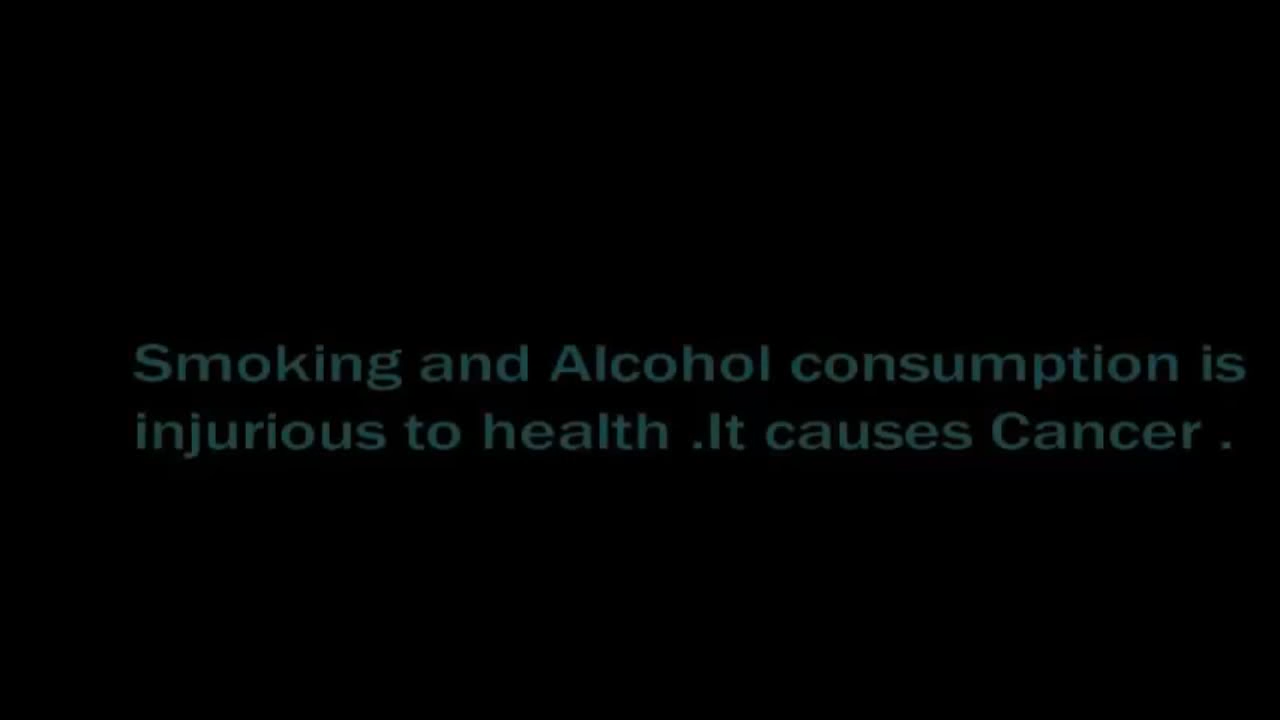 Smoking and Alcohol consumption is
injurious to health .It causes Cancer .